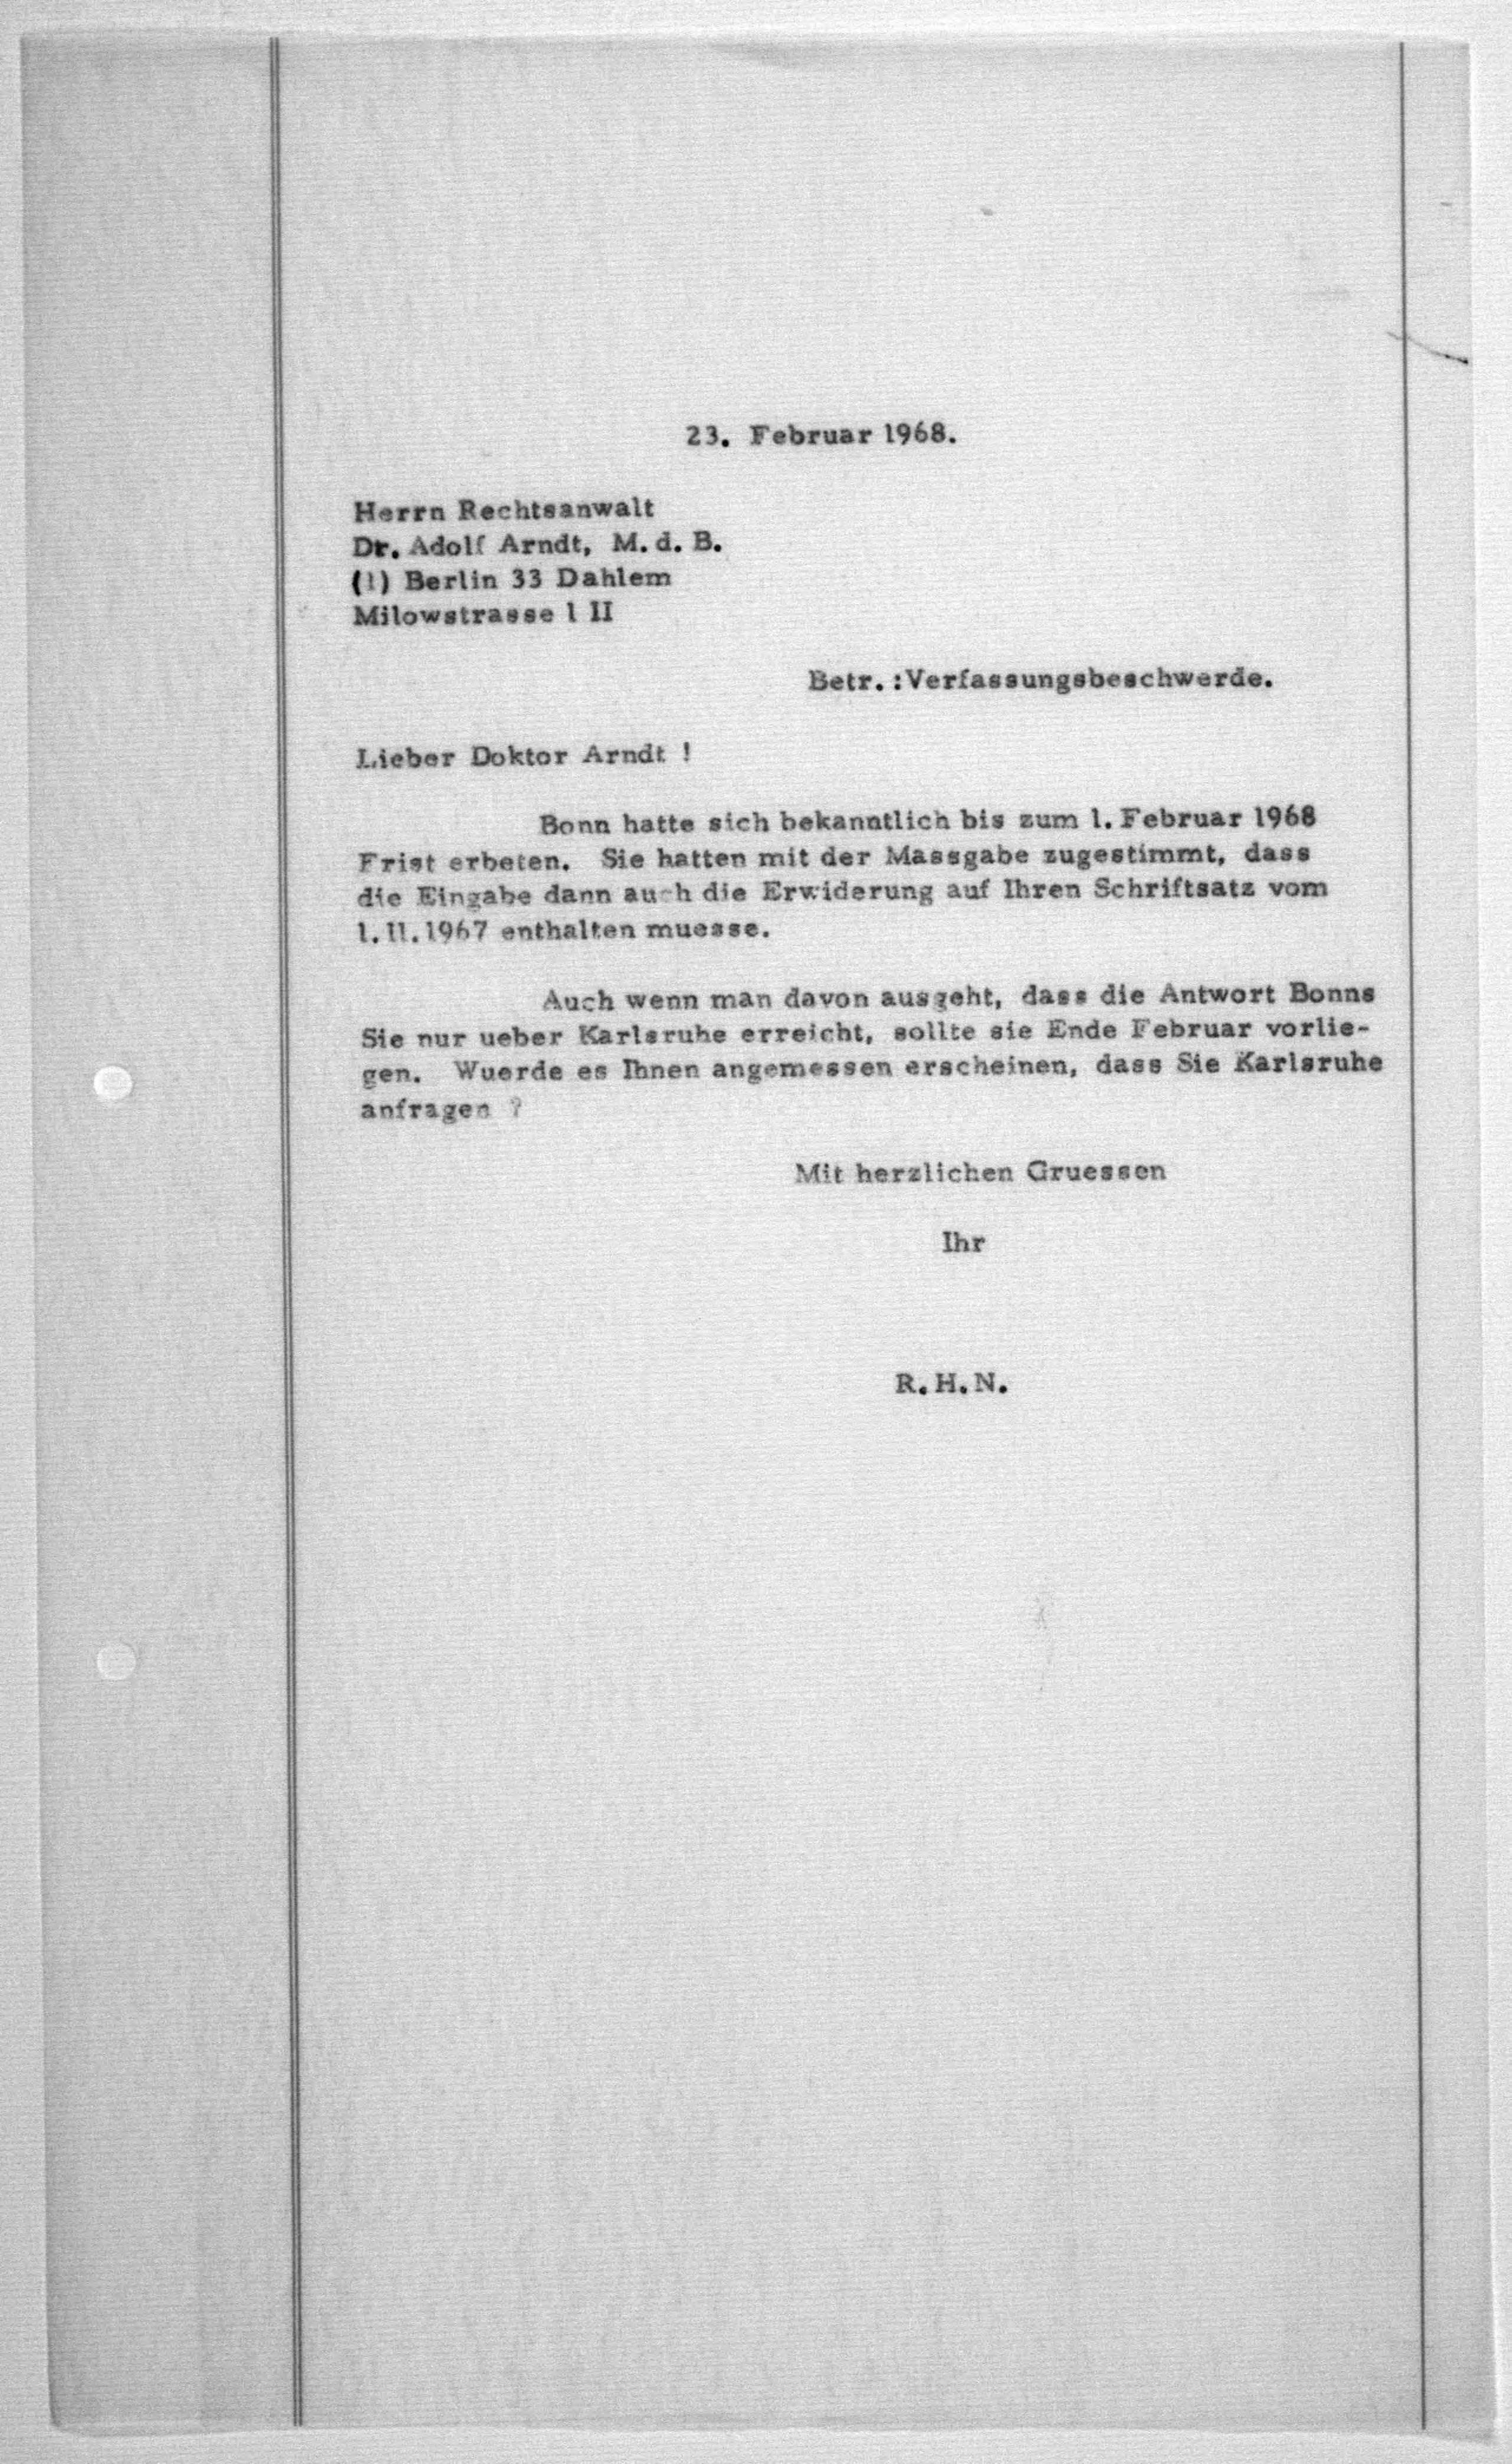 23. Februar 1968.
Herrn Rechtsanwalt
Dr. Adolf Arndt, M. d. B.
(1) Berlin 33 Dahlem
Milowstrasse 1 II
Betr. :Verfassungsbeschwerde.
Lieber Doktor Arndt !
Bonn hatte sich bekanntlich bis zum 1. Februar 1968
Frist erbeten. Sie hatten mit der Massgabe zugestimmt, dass
die Eingabe dann auch die Erwiderung auf Ihren Schriftsatz vom
1. 11. 1967 enthalten muesse.
Auch wenn man davon ausgeht, dass die Antwort Bonns
Sie nur ueber Karlsruhe erreicht, sollte sie Ende Februar vorlie-
gen. Wuerde es Ihnen angemessen erscheinen, dass Sie Karlsruhe
anfragen ?
Mit herzlichen Gruessen
Ihr
R. H. N.